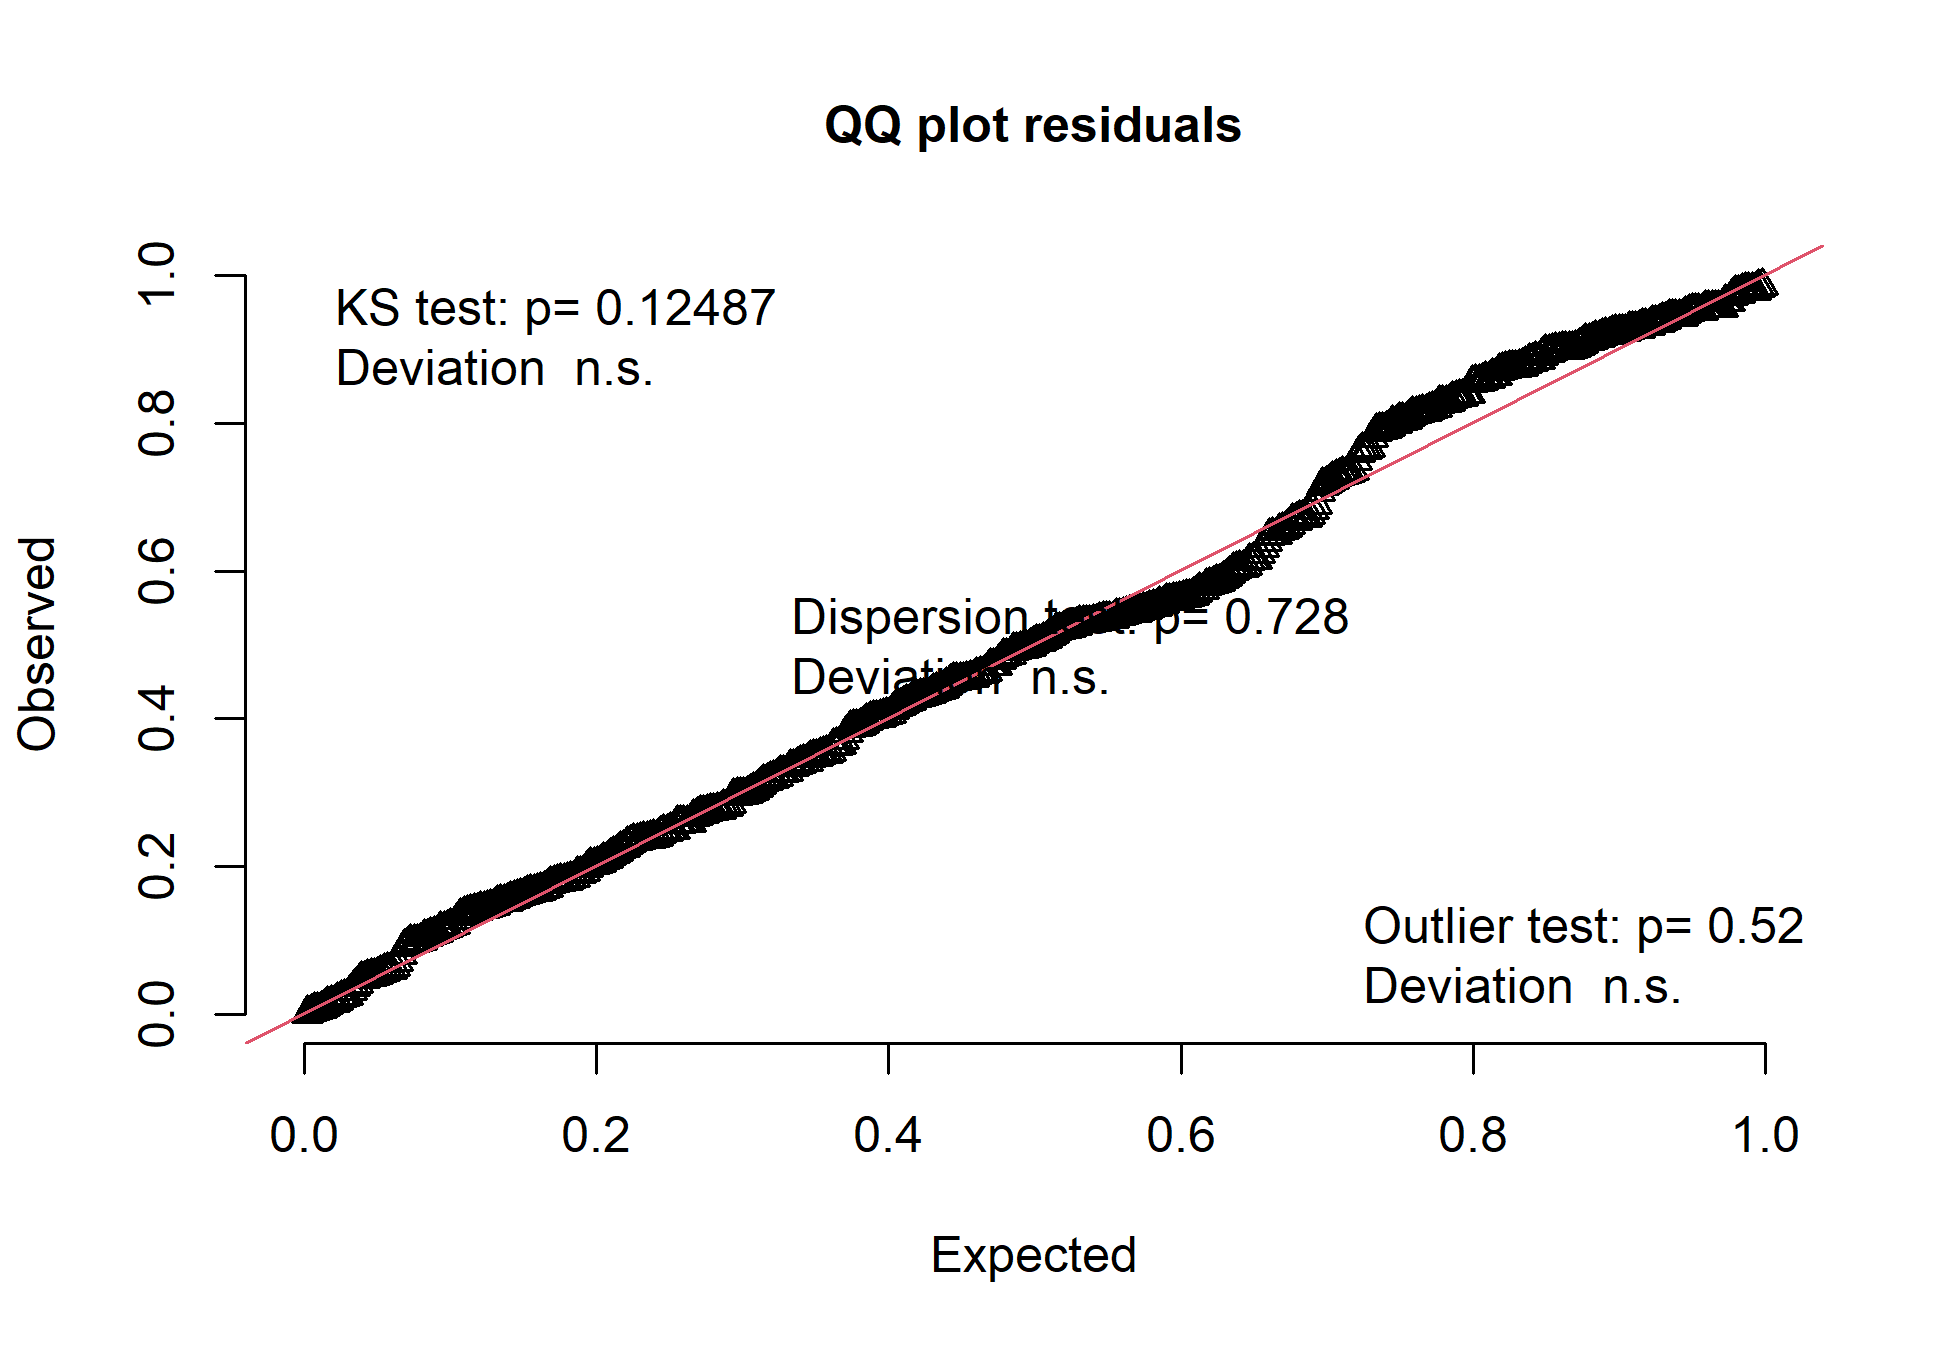 QQ plot residuals
KS test: p= 0.12487
Deviation n.s.
Dispersion test: p= 0.728
Deviation n.s.
Outlier test: p= 0.52
Deviation n.s.
Observed
0.0 0.2 0.4 0.6 0.8 1.0
0.0 0.2 0.4 0.6 0.8 1.0
Expected